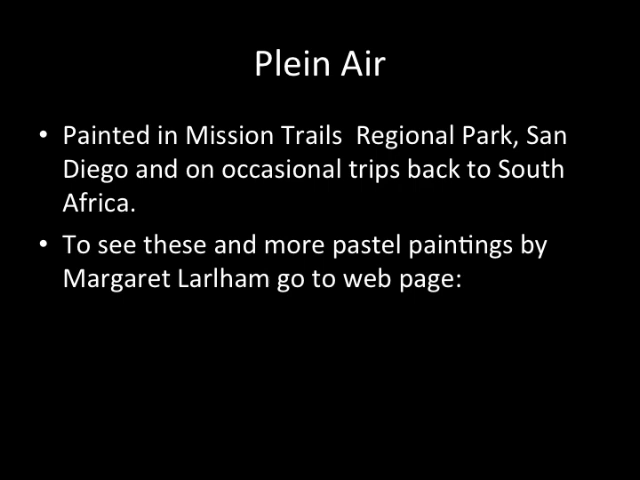 Plein Air
• Painted in Mission Trails  Regional Park, San
Diego and on occasional trips back to South
Africa.
• To see these and more pastel paintings by
Margaret Larlham go to web page: